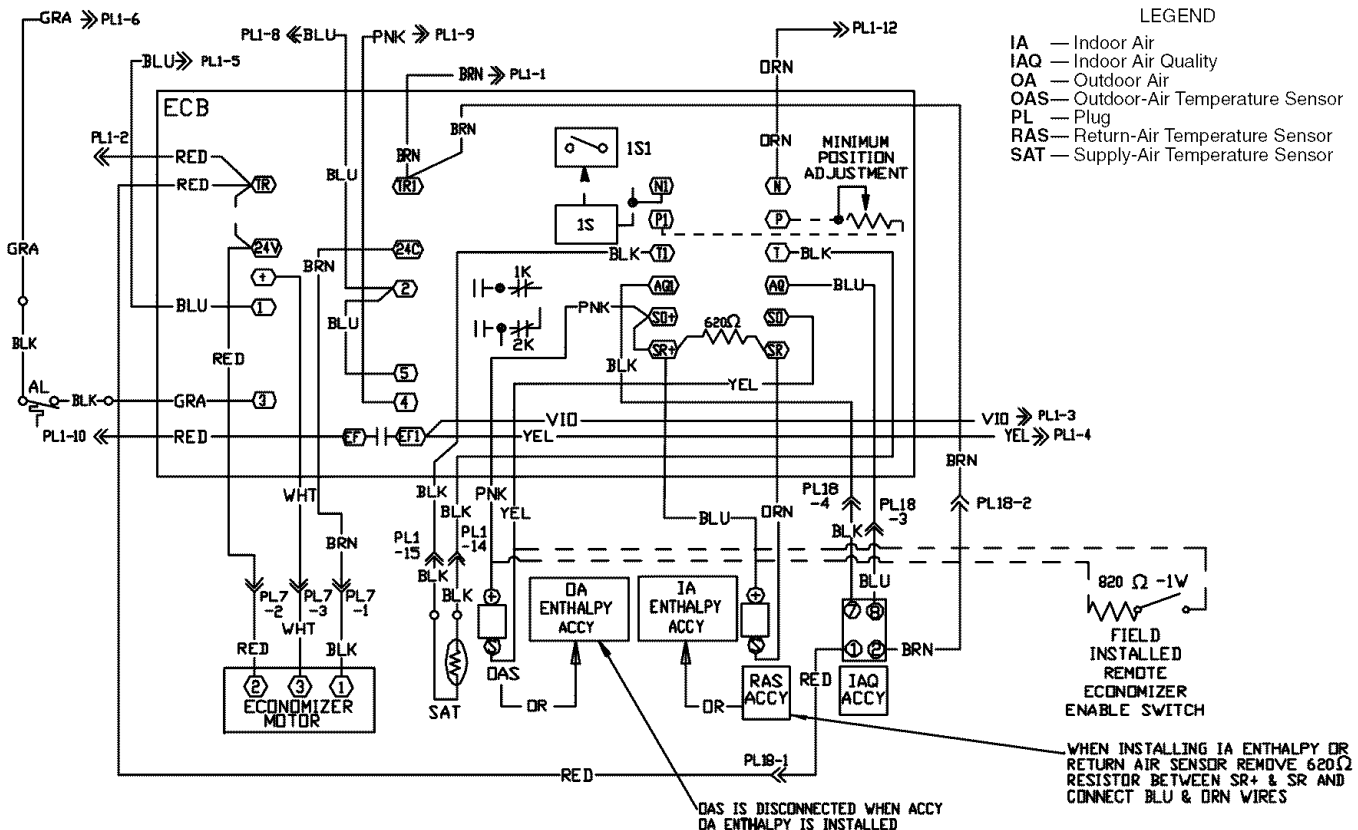 GRA PL1-6
PL1-8 BLU PNK PL1-9
PL1-12
LEGEND
IA — Indoor Air
IAQ — Indoor Air Quality
OA — Outdoor Air
OAS— Outdoor-Air Temperature Sensor
PL — Plug
RAS— Return-Air Temperature Sensor
SAT — Supply-Air Temperature Sensor
BLU PL1-5
BRN PL1-1
ORN
ECB
PL1-2
RED
BRN
BRN
1S1
ORN
MINIMUM
POSITION
ADJUSTMENT
RED TR
BLU
TR1
N1
N
1S
P1
P
GRA
24V
BRN
24C
BLK T1
T BLK
+
2
1K
AQ1
AQ BLU
BLU 1
BLU
PNK
SO+
620Ω
SO
2K
SR+
SR
BLK
RED
5
BLK
YEL
AL
BLK
GRA 3
4
PL1-10 RED EF EF1
VIO
YEL
VIO PL1-3
YEL PL1-4
BRN
WHT
BLK
BLK
PNK
YEL
PL18
-4
PL18
-3
PL18-2
BRN
PL1
-15
PL1
-14
BLU
ORN
BLK
BLK
BLK
BLU
PL7
-2
PL7
-3
PL7
-1
WHT
RED
BLK
+
S
OA
ENTHALPY
ACCY
IA
ENTHALPY
ACCY
+
S
7 8
1 2
BRN
820 Ω -1W
FIELD
INSTALLED
REMOTE
ECONOMIZER
ENABLE SWITCH
2 3 1
ECONOMIZER
MOTOR
SAT
OAS
OR
OR
RAS
ACCY
RED
IAQ
ACCY
RED
PL18-1
WHEN INSTALLING IA ENTHALPY OR
RETURN AIR SENSOR REMOVE 620Ω
RESISTOR BETWEEN SR+ & SR AND
CONNECT BLU & ORN WIRES
OAS IS DISCONNECTED WHEN ACCY
OA ENTHALPY IS INSTALLED